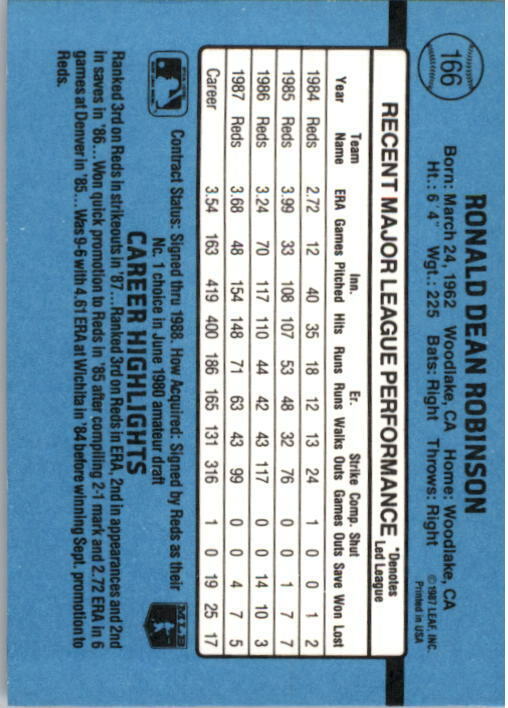 166
RONALD DEAN ROBINSON
Born: March 24, 1962 Woodlake, CA Home: Woodlake, CA
Ht.: 6' 4" Wgt.: 225 Bats: Right Throws: Right
© 1987 LEAF, INC.
Printed in USA
RECENT MAJOR LEAGUE PERFORMANCE *Denotes Led League
Year Team Name ERA Games Inn. Pitched Hits Runs Er. Runs Walks Strike Outs Comp. Games Shut Outs Save Won Lost
1984 Reds 2.72 12 40 35 18 12 13 24 1 0 0 1 2
1985 Reds 3.99 33 108 107 53 48 32 76 0 0 1 7 7
1986 Reds 3.24 70 117 110 44 42 43 117 0 0 14 10 3
1987 Reds 3.68 48 154 148 71 63 43 99 0 0 4 7 5
Career 3.54 163 419 400 186 165 131 316 1 0 19 25 17
Contract Status: Signed thru 1988. How Acquired: Signed by Reds as their
No. 1 choice in June 1980 amateur draft
MLB
CAREER HIGHLIGHTS
Ranked 3rd on Reds in strikeouts in '87 ... Ranked 3rd on Reds in ERA, 2nd in appearances and 2nd
in saves in '86 ... Won quick promotion to Reds in '85 after compiling 2-1 mark and 2.72 ERA in 6
games at Denver in '85 ... Was 9-6 with 4.61 ERA at Wichita in '84 before winning Sept. promotion to
Reds.